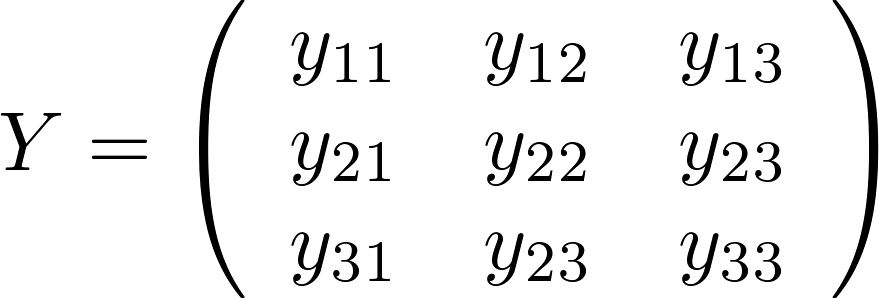 y₁₁ y₁₂ y₁₃
Y = ( y₂₁ y₂₂ y₂₃ )
y₃₁ y₂₃ y₃₃